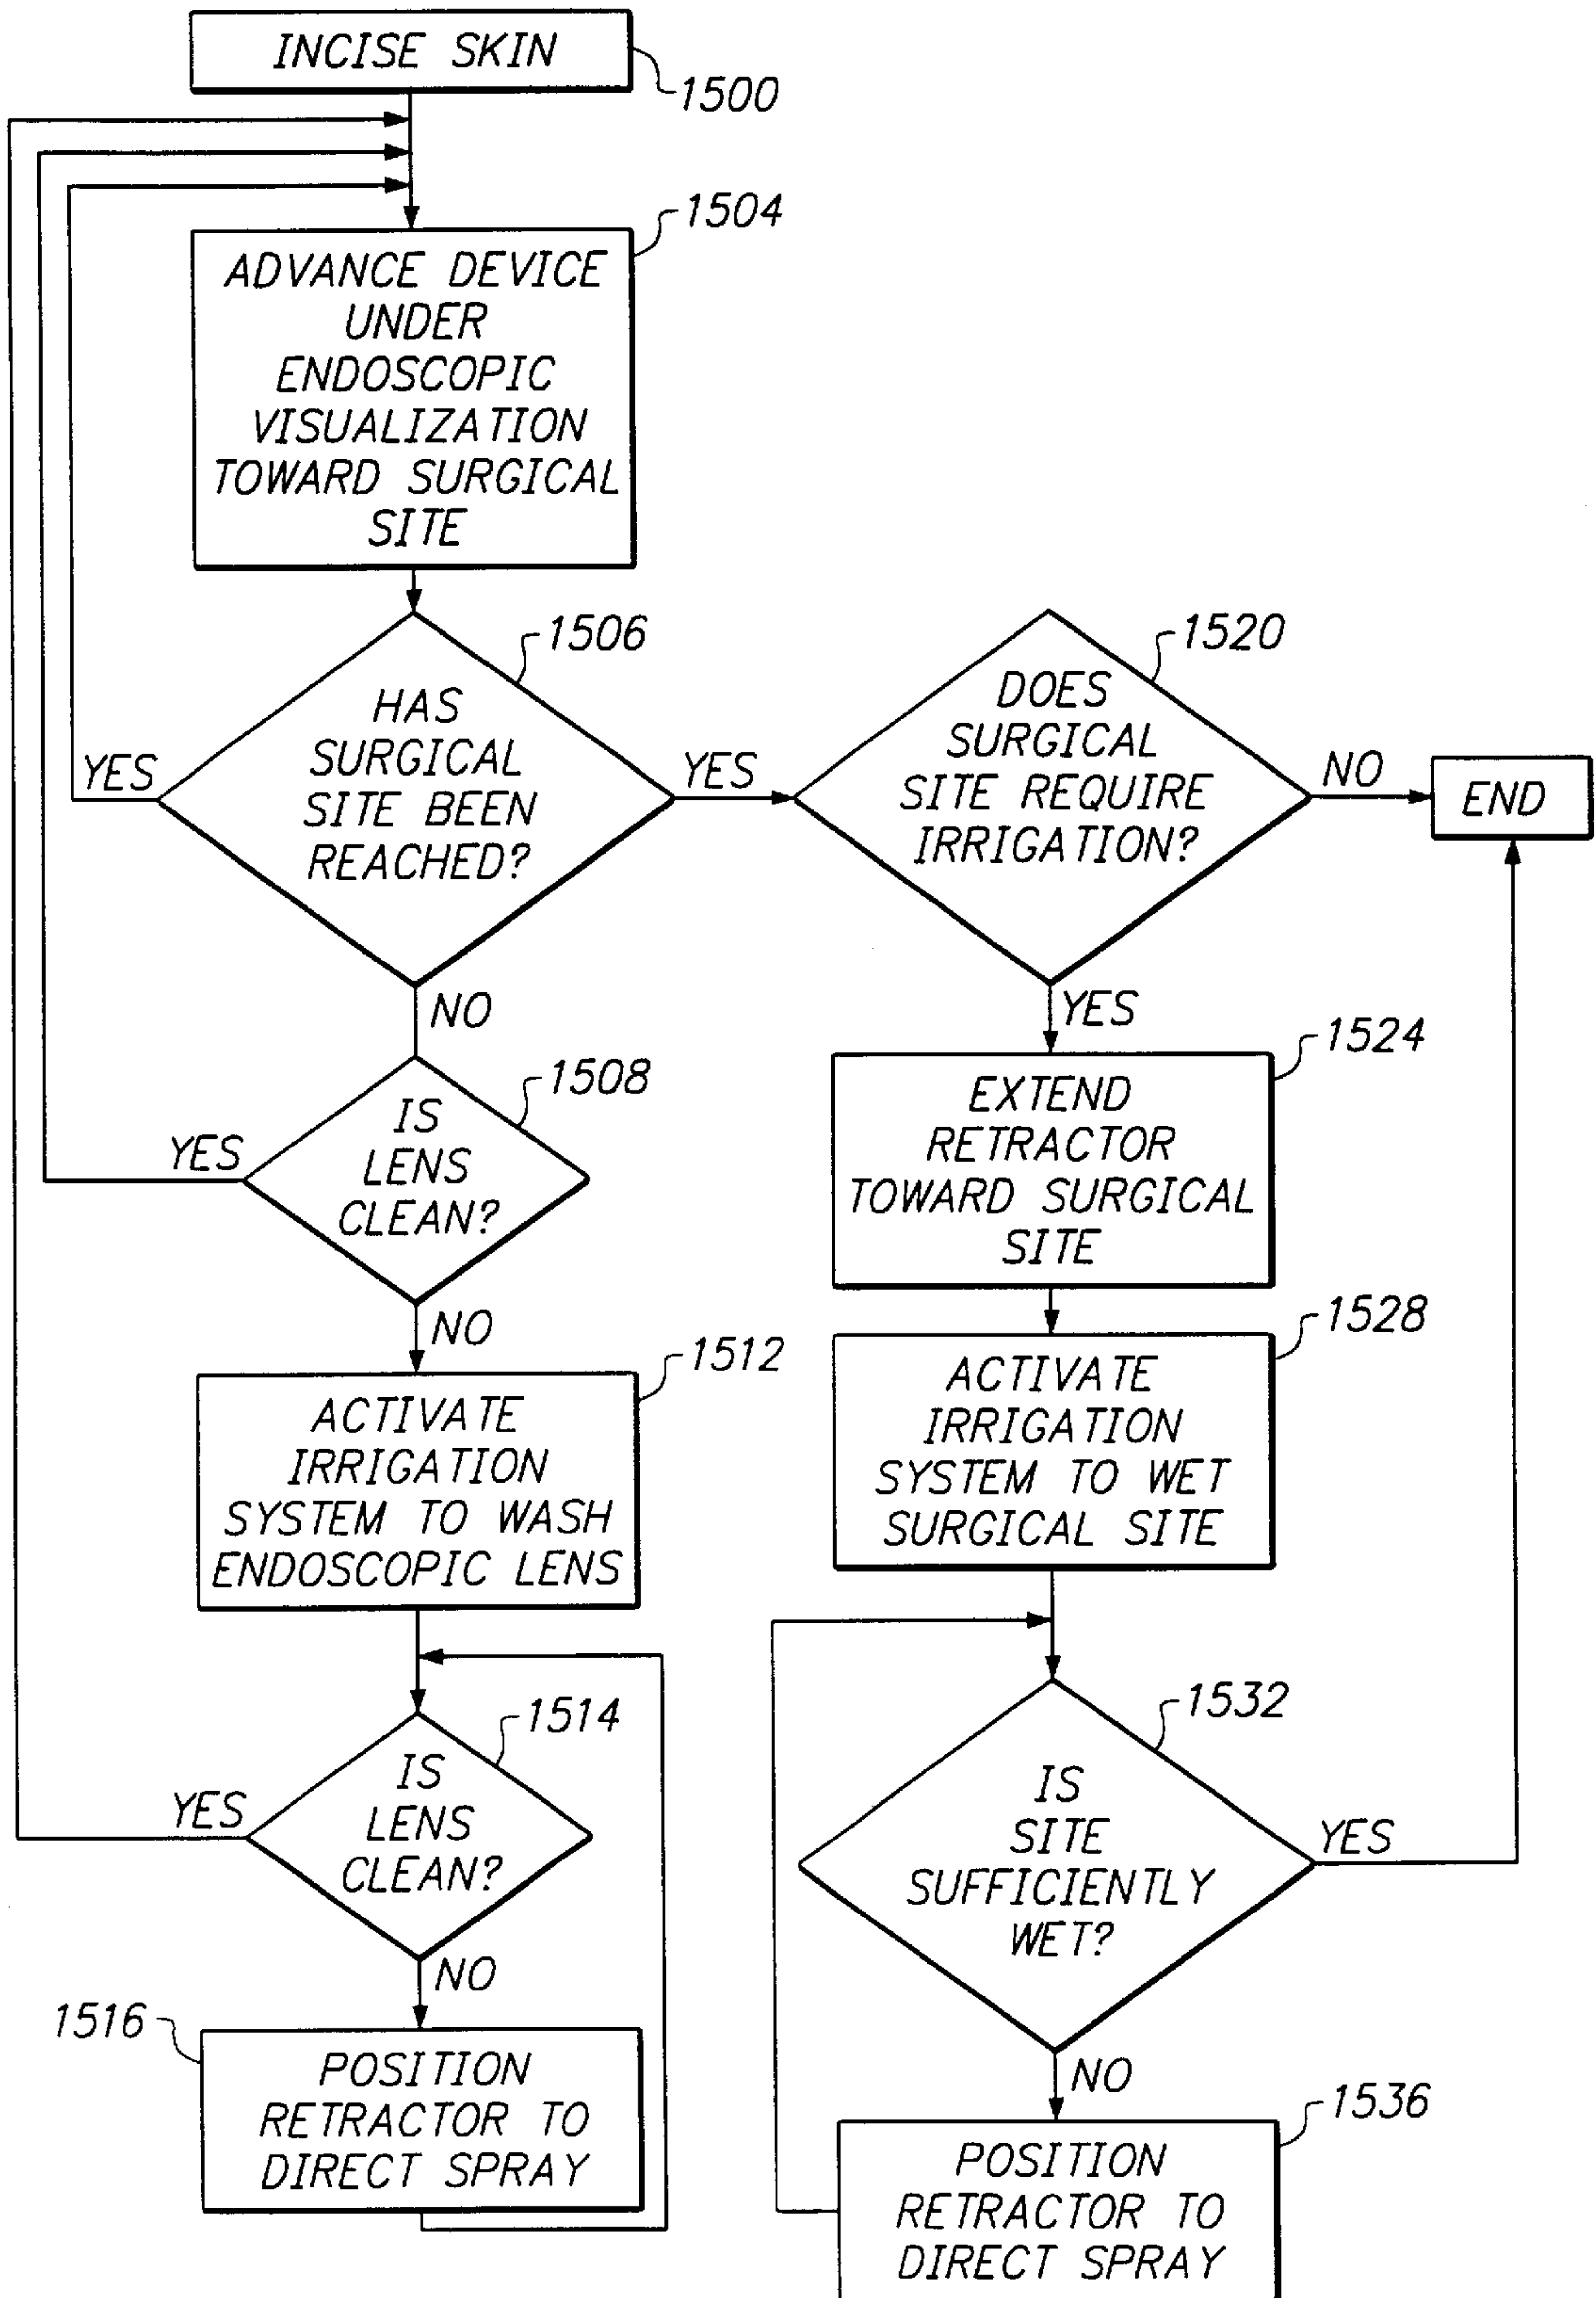 INCISE SKIN
1500
1504
ADVANCE DEVICE
UNDER
ENDOSCOPIC
VISUALIZATION
TOWARD SURGICAL
SITE
1506
HAS
SURGICAL
SITE BEEN
REACHED?
YES
YES
NO
1520
DOES
SURGICAL
SITE REQUIRE
IRRIGATION?
NO
END
YES
1508
IS
LENS
CLEAN?
YES
NO
1524
EXTEND
RETRACTOR
TOWARD SURGICAL
SITE
1512
ACTIVATE
IRRIGATION
SYSTEM TO WASH
ENDOSCOPIC LENS
1528
ACTIVATE
IRRIGATION
SYSTEM TO WET
SURGICAL SITE
1514
IS
LENS
CLEAN?
YES
NO
1532
IS
SITE
SUFFICIENTLY
WET?
YES
NO
1516
POSITION
RETRACTOR TO
DIRECT SPRAY
1536
POSITION
RETRACTOR TO
DIRECT SPRAY